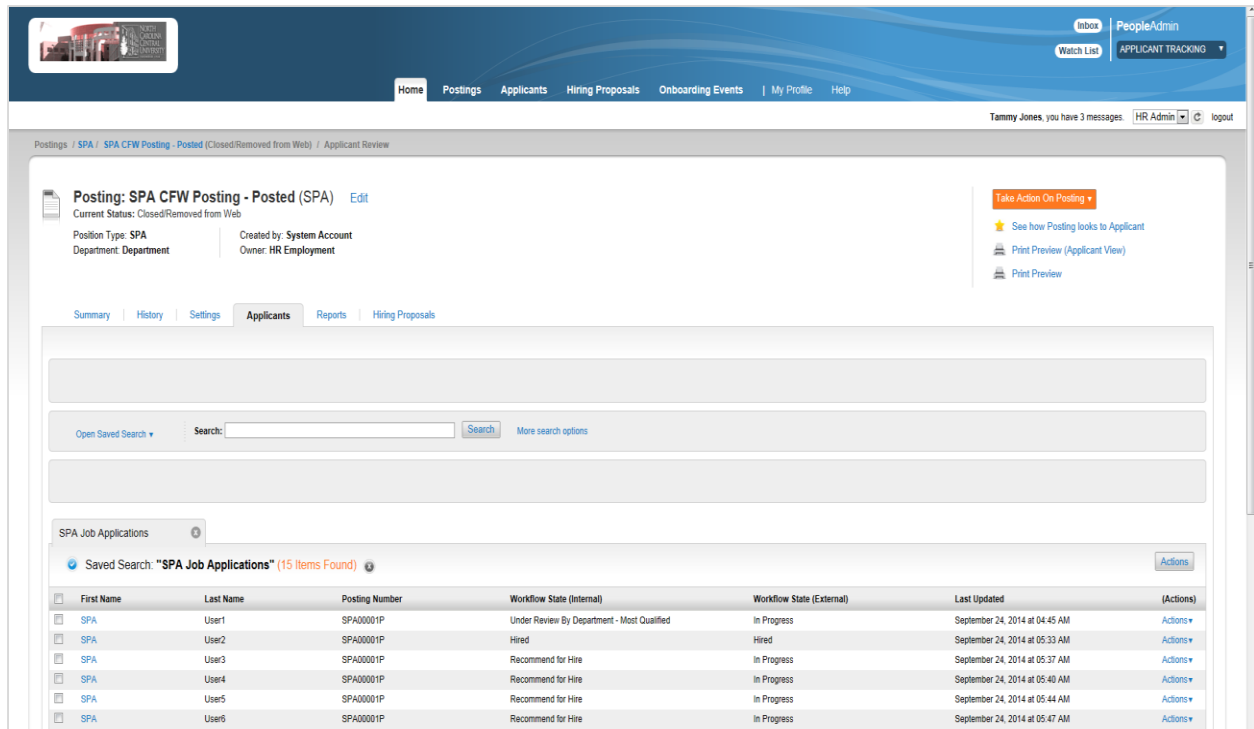 NORTH
CAROLINA
CENTRAL
UNIVERSITY
Inbox PeopleAdmin
Watch List APPLICANT TRACKING
Home Postings Applicants Hiring Proposals Onboarding Events | My Profile Help
Tammy Jones, you have 3 messages. HR Admin logout
Postings / SPA / SPA CFW Posting - Posted (Closed/Removed from Web) / Applicant Review
Posting: SPA CFW Posting - Posted (SPA) Edit
Current Status: Closed/Removed from Web
Position Type: SPA Created by: System Account
Department: Department Owner: HR Employment
Take Action On Posting
See how Posting looks to Applicant
Print Preview (Applicant View)
Print Preview
Summary History Settings Applicants Reports Hiring Proposals
Open Saved Search Search: Search More search options
SPA Job Applications
Saved Search: "SPA Job Applications" (15 Items Found) Actions
First Name Last Name Posting Number Workflow State (Internal) Workflow State (External) Last Updated (Actions)
SPA User1 SPA00001P Under Review By Department - Most Qualified In Progress September 24, 2014 at 04:45 AM Actions
SPA User2 SPA00001P Hired Hired September 24, 2014 at 05:33 AM Actions
SPA User3 SPA00001P Recommend for Hire In Progress September 24, 2014 at 05:37 AM Actions
SPA User4 SPA00001P Recommend for Hire In Progress September 24, 2014 at 05:40 AM Actions
SPA User5 SPA00001P Recommend for Hire In Progress September 24, 2014 at 05:44 AM Actions
SPA User6 SPA00001P Recommend for Hire In Progress September 24, 2014 at 05:47 AM Actions